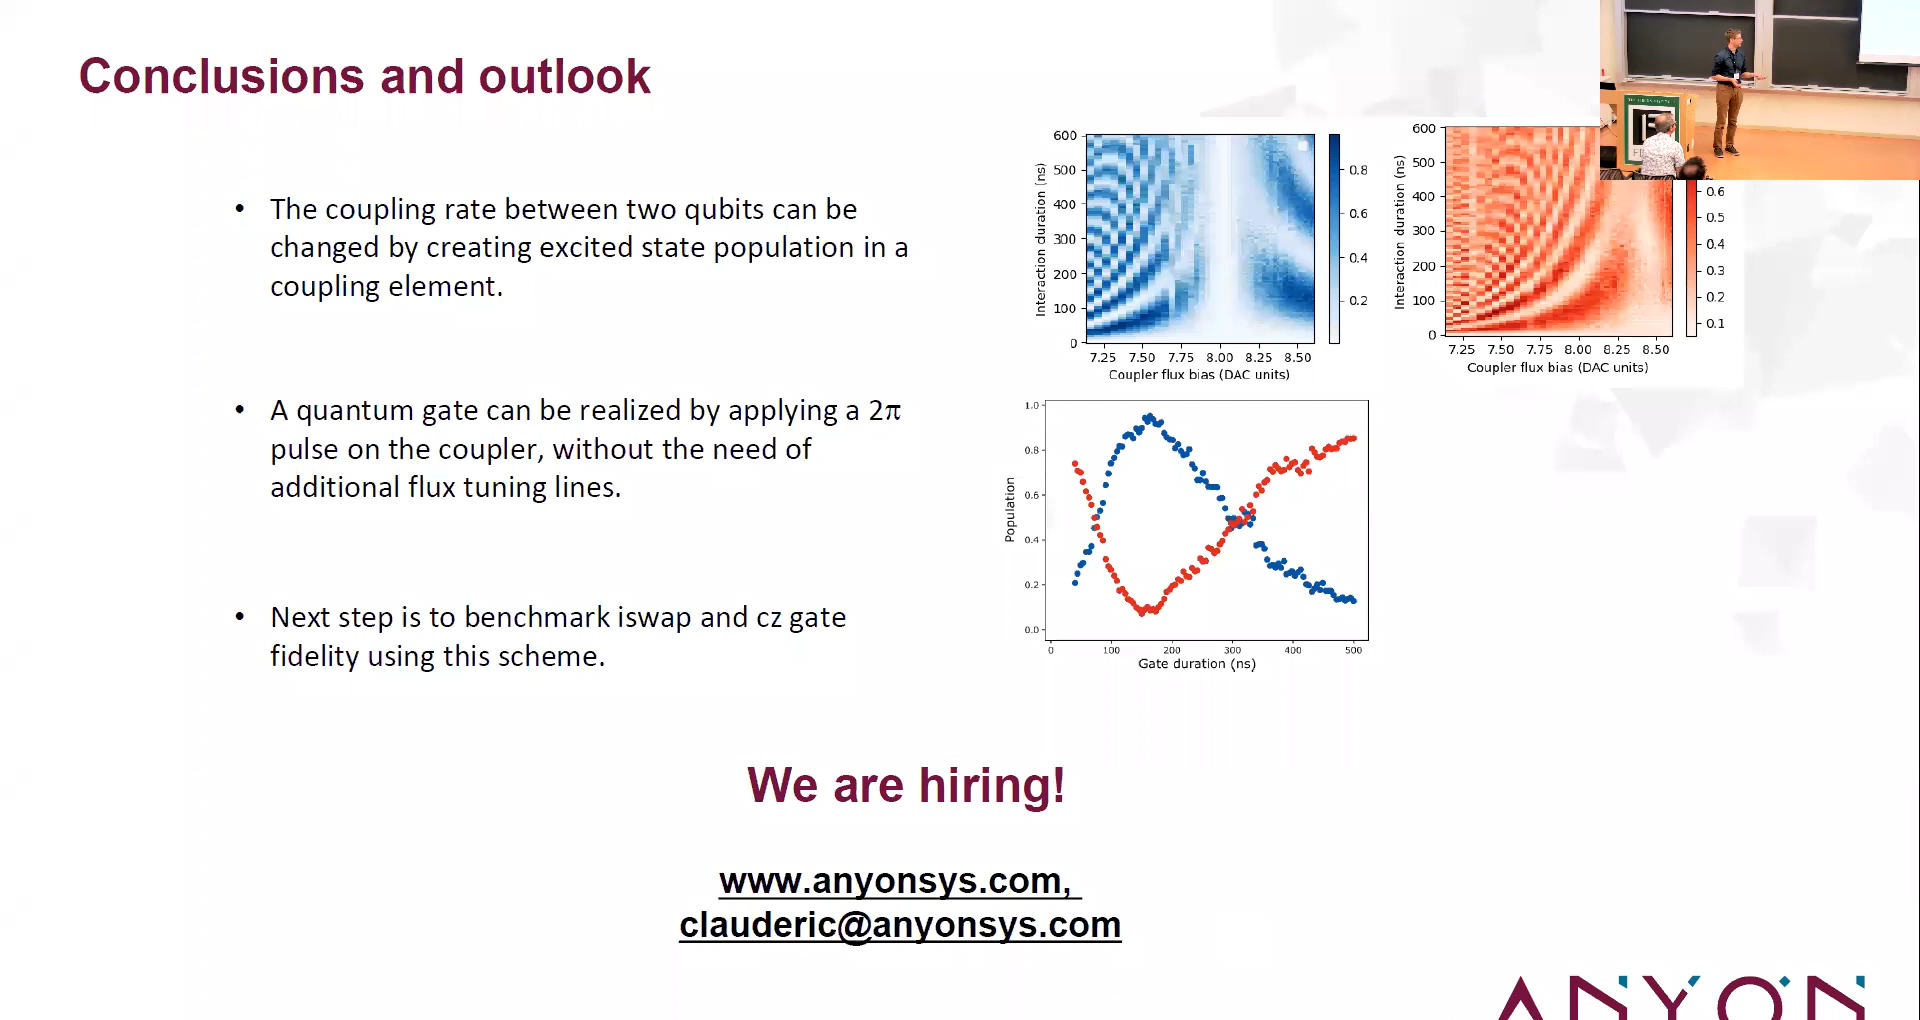 Conclusions and outlook
• The coupling rate between two qubits can be
changed by creating excited state population in a
coupling element.
• A quantum gate can be realized by applying a 2π
pulse on the coupler, without the need of
additional flux tuning lines.
• Next step is to benchmark iswap and cz gate
fidelity using this scheme.
600
500
400
300
200
100
0
Interaction duration (ns)
7.25 7.50 7.75 8.00 8.25 8.50
Coupler flux bias (DAC units)
0.8
0.6
0.4
0.2
600
500
400
300
200
100
0
Interaction duration (ns)
7.25 7.50 7.75 8.00 8.25 8.50
Coupler flux bias (DAC units)
0.6
0.5
0.4
0.3
0.2
0.1
1.0
0.8
0.6
0.4
0.2
0.0
Population
0 100 200 300 400 500
Gate duration (ns)
We are hiring!
www.anyonsys.com,
clauderic@anyonsys.com
ANYON